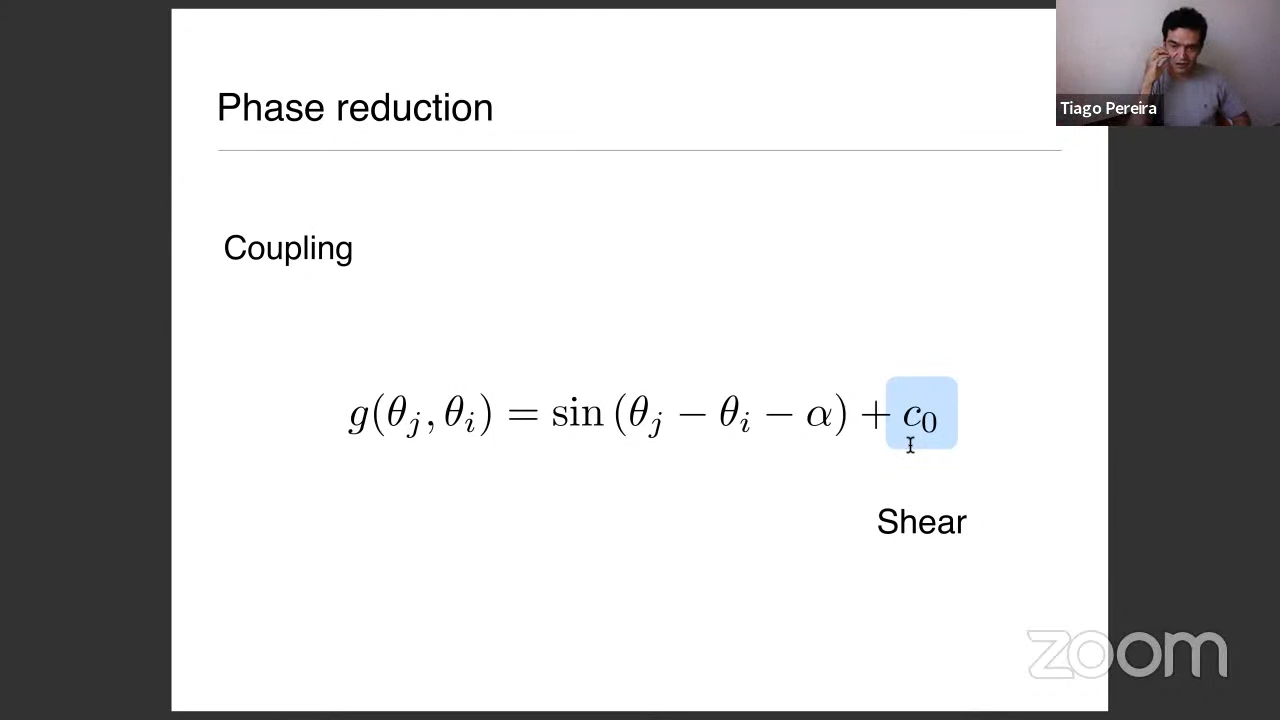 Phase reduction
Tiago Pereira
Coupling
g(θ_j, θ_i) = sin (θ_j − θ_i − α) + c_0
Shear
zoom